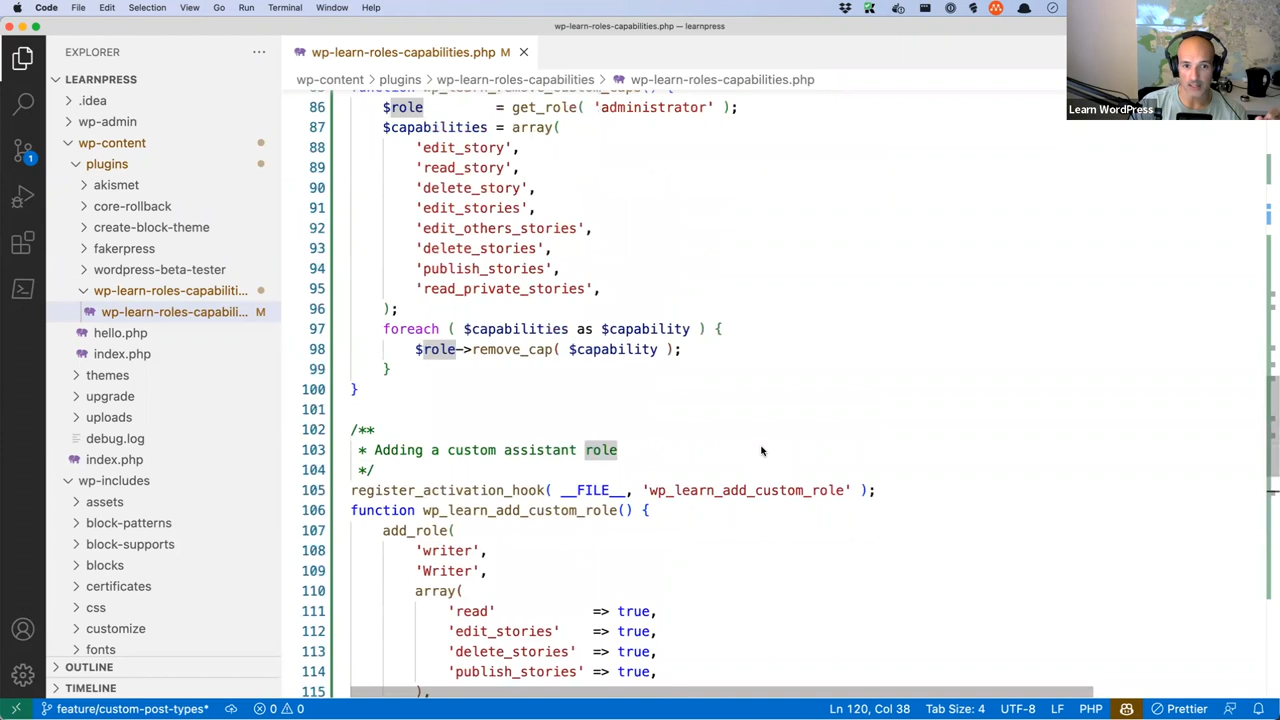 Code File Edit Selection View Go Run Terminal Window Help
wp-learn-roles-capabilities.php — learnpress
EXPLORER
wp-learn-roles-capabilities.php M
wp-content > plugins > wp-learn-roles-capabilities > wp-learn-roles-capabilities.php
Learn WordPress
LEARNPRESS
.idea
wp-admin
wp-content
plugins
akismet
core-rollback
create-block-theme
fakerpress
wordpress-beta-tester
wp-learn-roles-capabiliti...
wp-learn-roles-capabili... M
hello.php
index.php
themes
upgrade
uploads
debug.log
index.php
wp-includes
assets
block-patterns
block-supports
blocks
certificates
css
customize
fonts
OUTLINE
TIMELINE
1
86 $role = get_role( 'administrator' );
87 $capabilities = array(
88 'edit_story',
89 'read_story',
90 'delete_story',
91 'edit_stories',
92 'edit_others_stories',
93 'delete_stories',
94 'publish_stories',
95 'read_private_stories',
96 );
97 foreach ( $capabilities as $capability ) {
98 $role->remove_cap( $capability );
99 }
100 }
101
102 /**
103 * Adding a custom assistant role
104 */
105 register_activation_hook( __FILE__, 'wp_learn_add_custom_role' );
106 function wp_learn_add_custom_role() {
107 add_role(
108 'writer',
109 'Writer',
110 array(
111 'read' => true,
112 'edit_stories' => true,
113 'delete_stories' => true,
114 'publish_stories' => true,
115 ),
feature/custom-post-types* 0 0 Ln 120, Col 38 Tab Size: 4 UTF-8 LF PHP Prettier